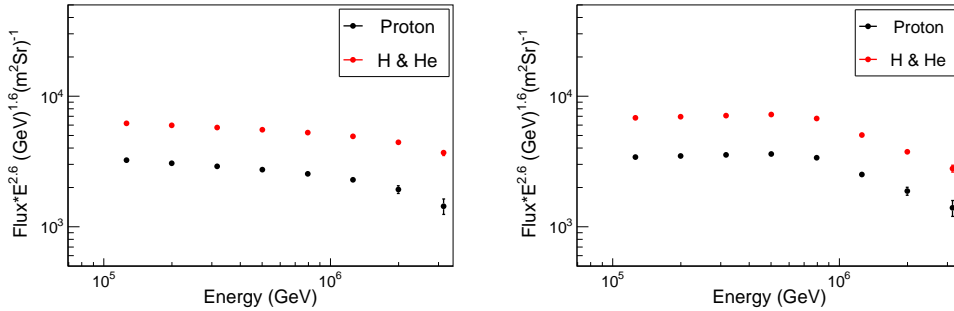 Flux*E^2.6 (GeV)^1.6(m^2Sr)^-1
Proton
H & He
10^4
10^3
10^5
10^6
Energy (GeV)
Flux*E^2.6 (GeV)^1.6(m^2Sr)^-1
Proton
H & He
10^4
10^3
10^5
10^6
Energy (GeV)